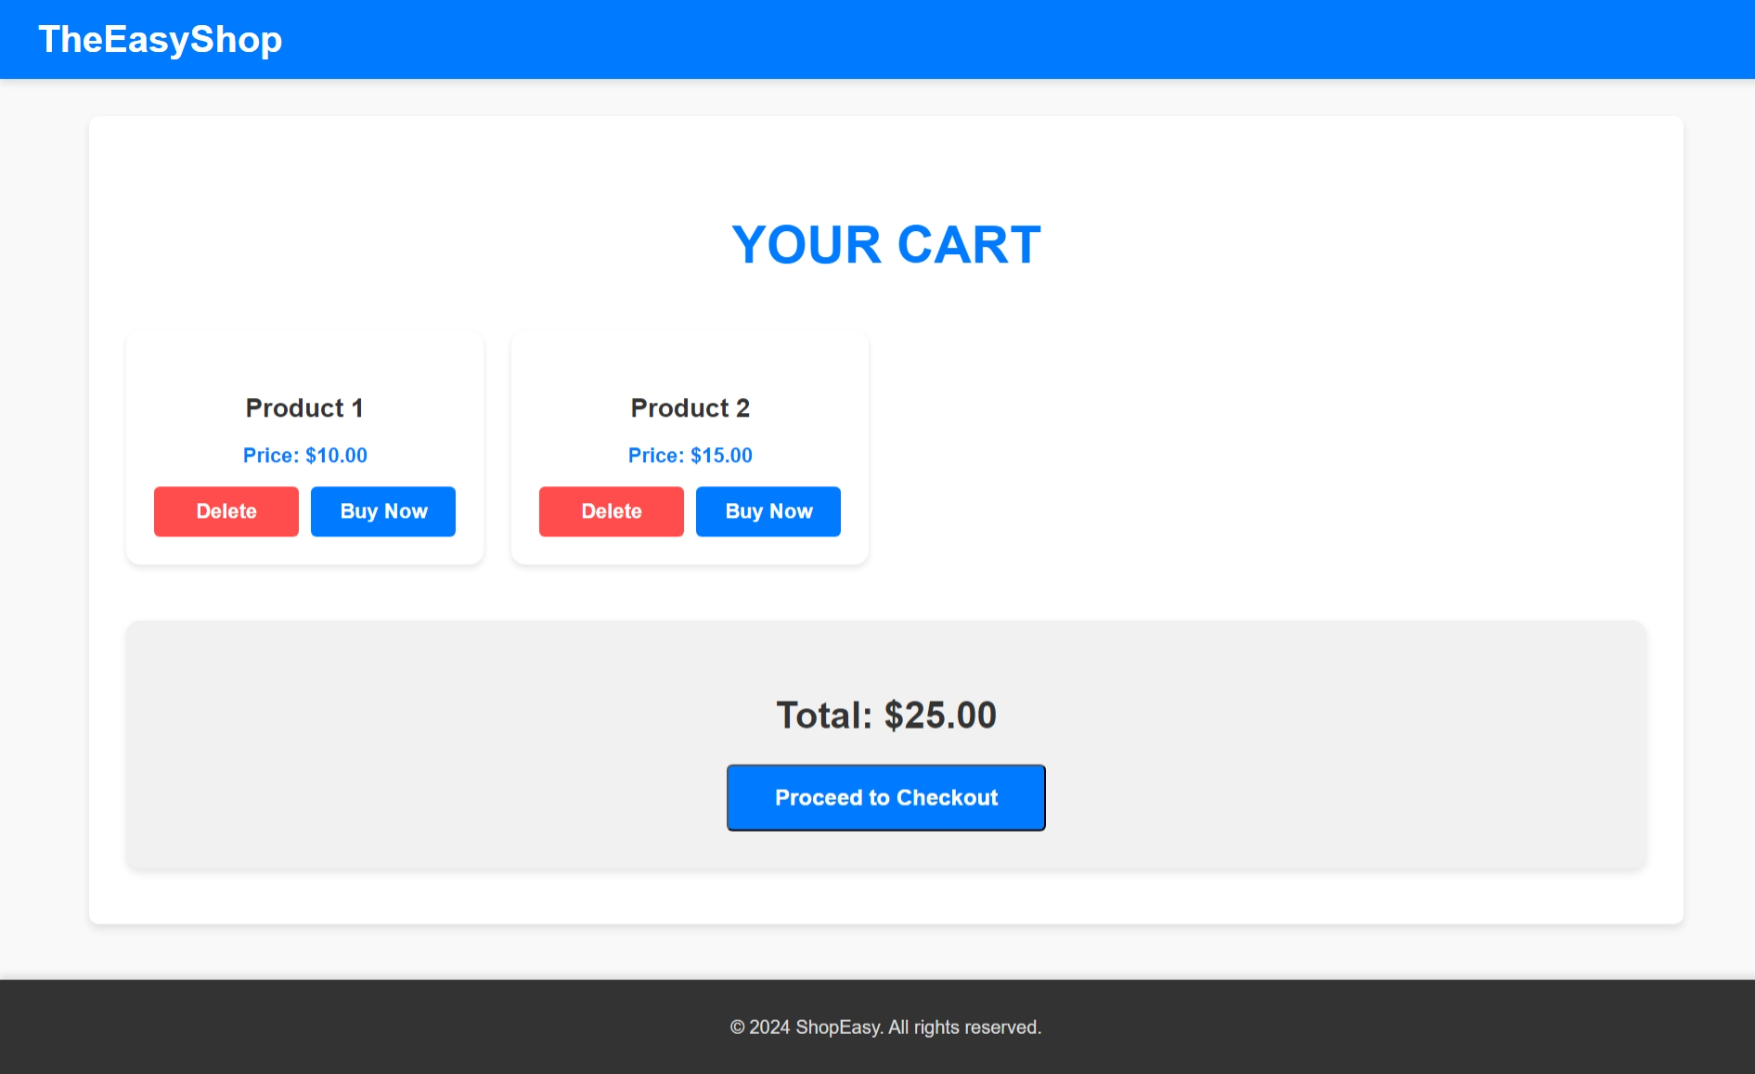 TheEasyShop
YOUR CART
Product 1
Price: $10.00
Delete
Buy Now
Product 2
Price: $15.00
Delete
Buy Now
Total: $25.00
Proceed to Checkout
© 2024 ShopEasy. All rights reserved.